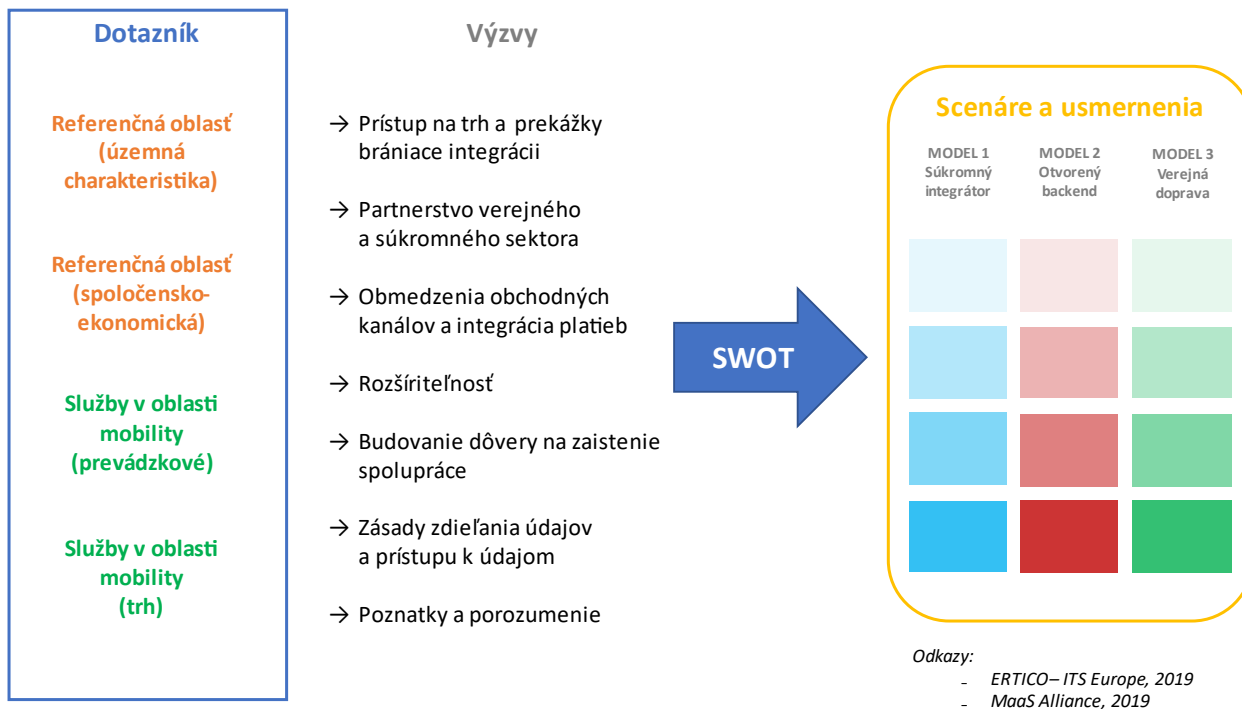 Dotazník
Referenčná oblasť
(územná
charakteristika)
Referenčná oblasť
(spoločensko-
ekonomická)
Služby v oblasti
mobility
(prevádzkové)
Služby v oblasti
mobility
(trh)
Výzvy
→ Prístup na trh a prekážky
brániace integrácii
→ Partnerstvo verejného
a súkromného sektora
→ Obmedzenia obchodných
kanálov a integrácia platieb
→ Rozšíriteľnosť
→ Budovanie dôvery na zaistenie
spolupráce
→ Zásady zdieľania údajov
a prístupu k údajom
→ Poznatky a porozumenie
SWOT
Scenáre a usmernenia
MODEL 1
Súkromný
integrátor
MODEL 2
Otvorený
backend
MODEL 3
Verejná
doprava
Odkazy:
- ERTICO– ITS Europe, 2019
- MaaS Alliance, 2019